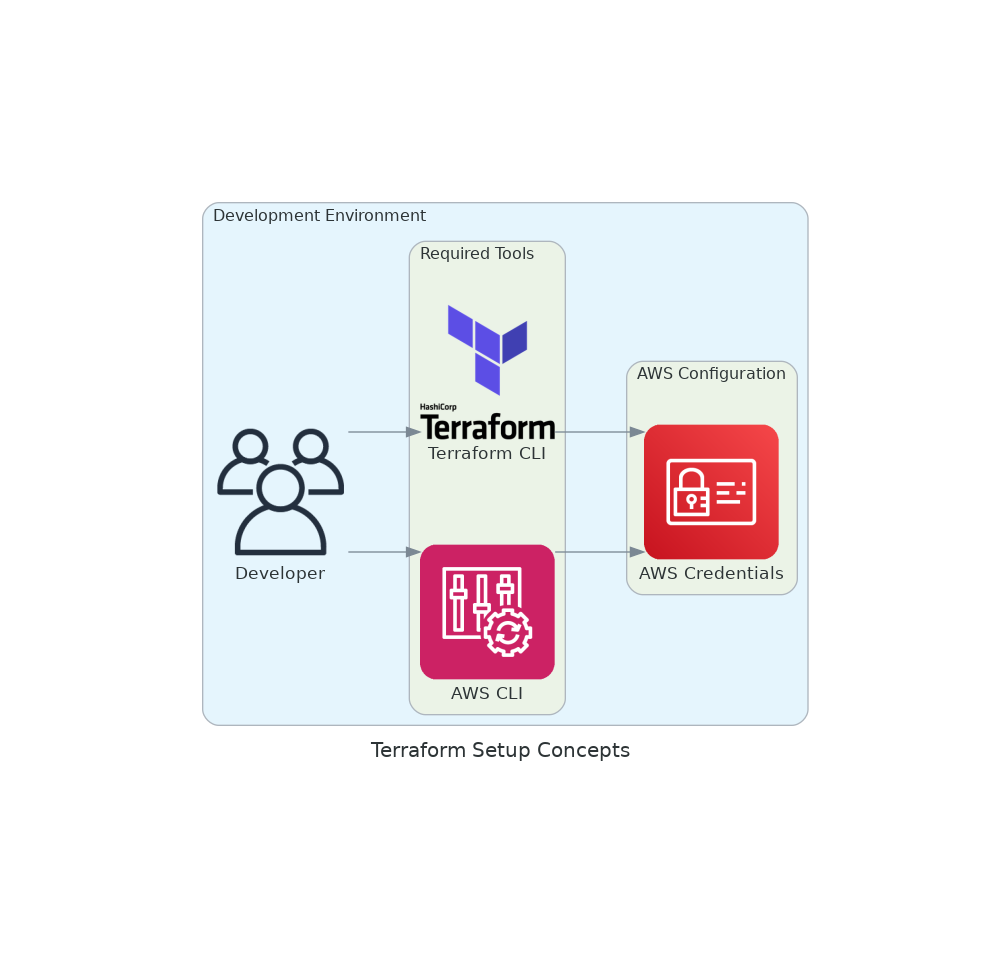 Development Environment
Required Tools
HashiCorp
Terraform
Terraform CLI
AWS Configuration
Developer
AWS Credentials
AWS CLI
Terraform Setup Concepts